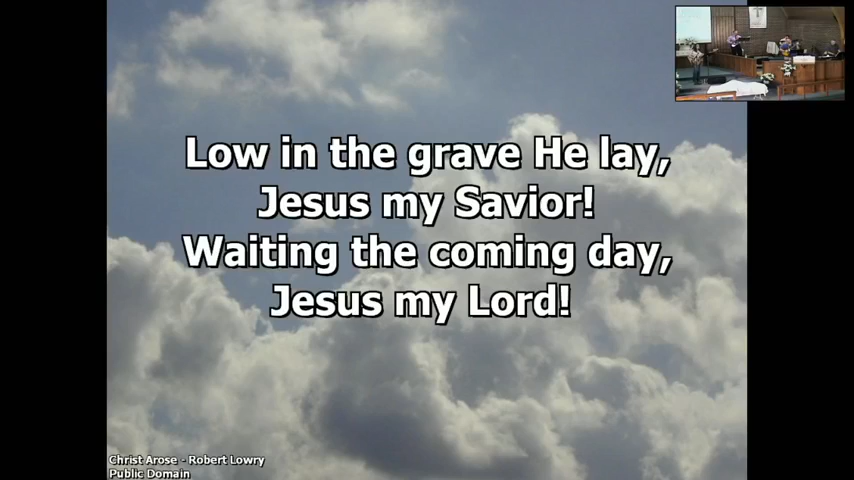 Low in the grave He lay,
Jesus my Savior!
Waiting the coming day,
Jesus my Lord!
Christ Arose - Robert Lowry
Public Domain